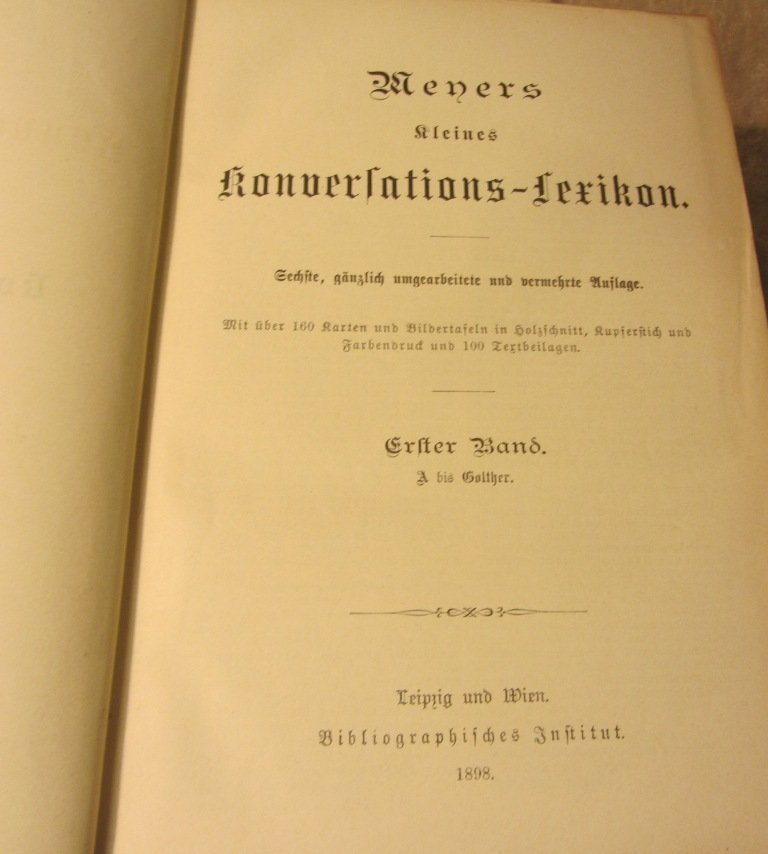 Meyers
Kleines
Konversations-Lexikon.
Sechste, gänzlich umgearbeitete und vermehrte Auflage.
Mit über 160 Karten und Bildertafeln in Holzschnitt, Kupferstich und
Farbendruck und 100 Textbeilagen.
Erster Band.
A bis Golther.
Leipzig und Wien.
Bibliographisches Institut.
1898.